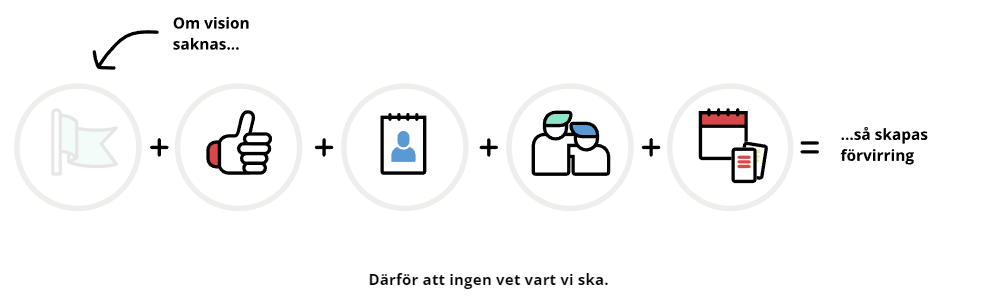 Om vision
saknas...
+ + + + =
...så skapas
förvirring
Därför att ingen vet vart vi ska.